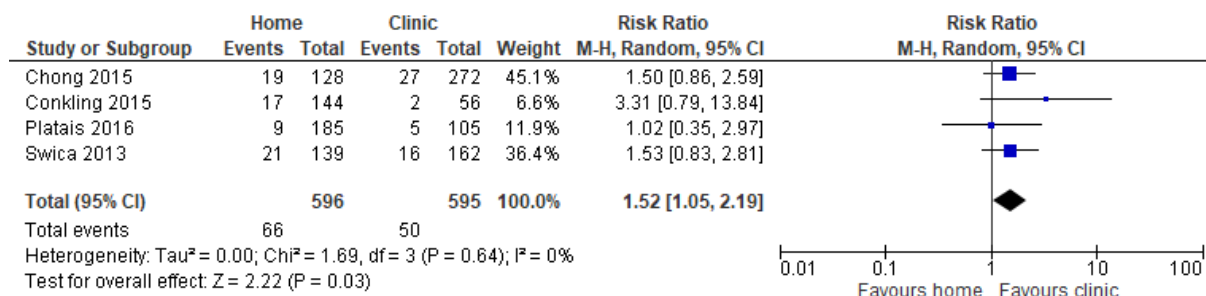 Home Clinic Risk Ratio Risk Ratio
Study or Subgroup Events Total Events Total Weight M-H, Random, 95% CI M-H, Random, 95% CI
Chong 2015 19 128 27 272 45.1% 1.50 [0.86, 2.59]
Conkling 2015 17 144 2 56 6.6% 3.31 [0.79, 13.84]
Platais 2016 9 185 5 105 11.9% 1.02 [0.35, 2.97]
Swica 2013 21 139 16 162 36.4% 1.53 [0.83, 2.81]
Total (95% CI) 596 595 100.0% 1.52 [1.05, 2.19]
Total events 66 50
Heterogeneity: Tau² = 0.00; Chi² = 1.69, df = 3 (P = 0.64); I² = 0%
Test for overall effect: Z = 2.22 (P = 0.03)
0.01 0.1 1 10 100
Favours home Favours clinic